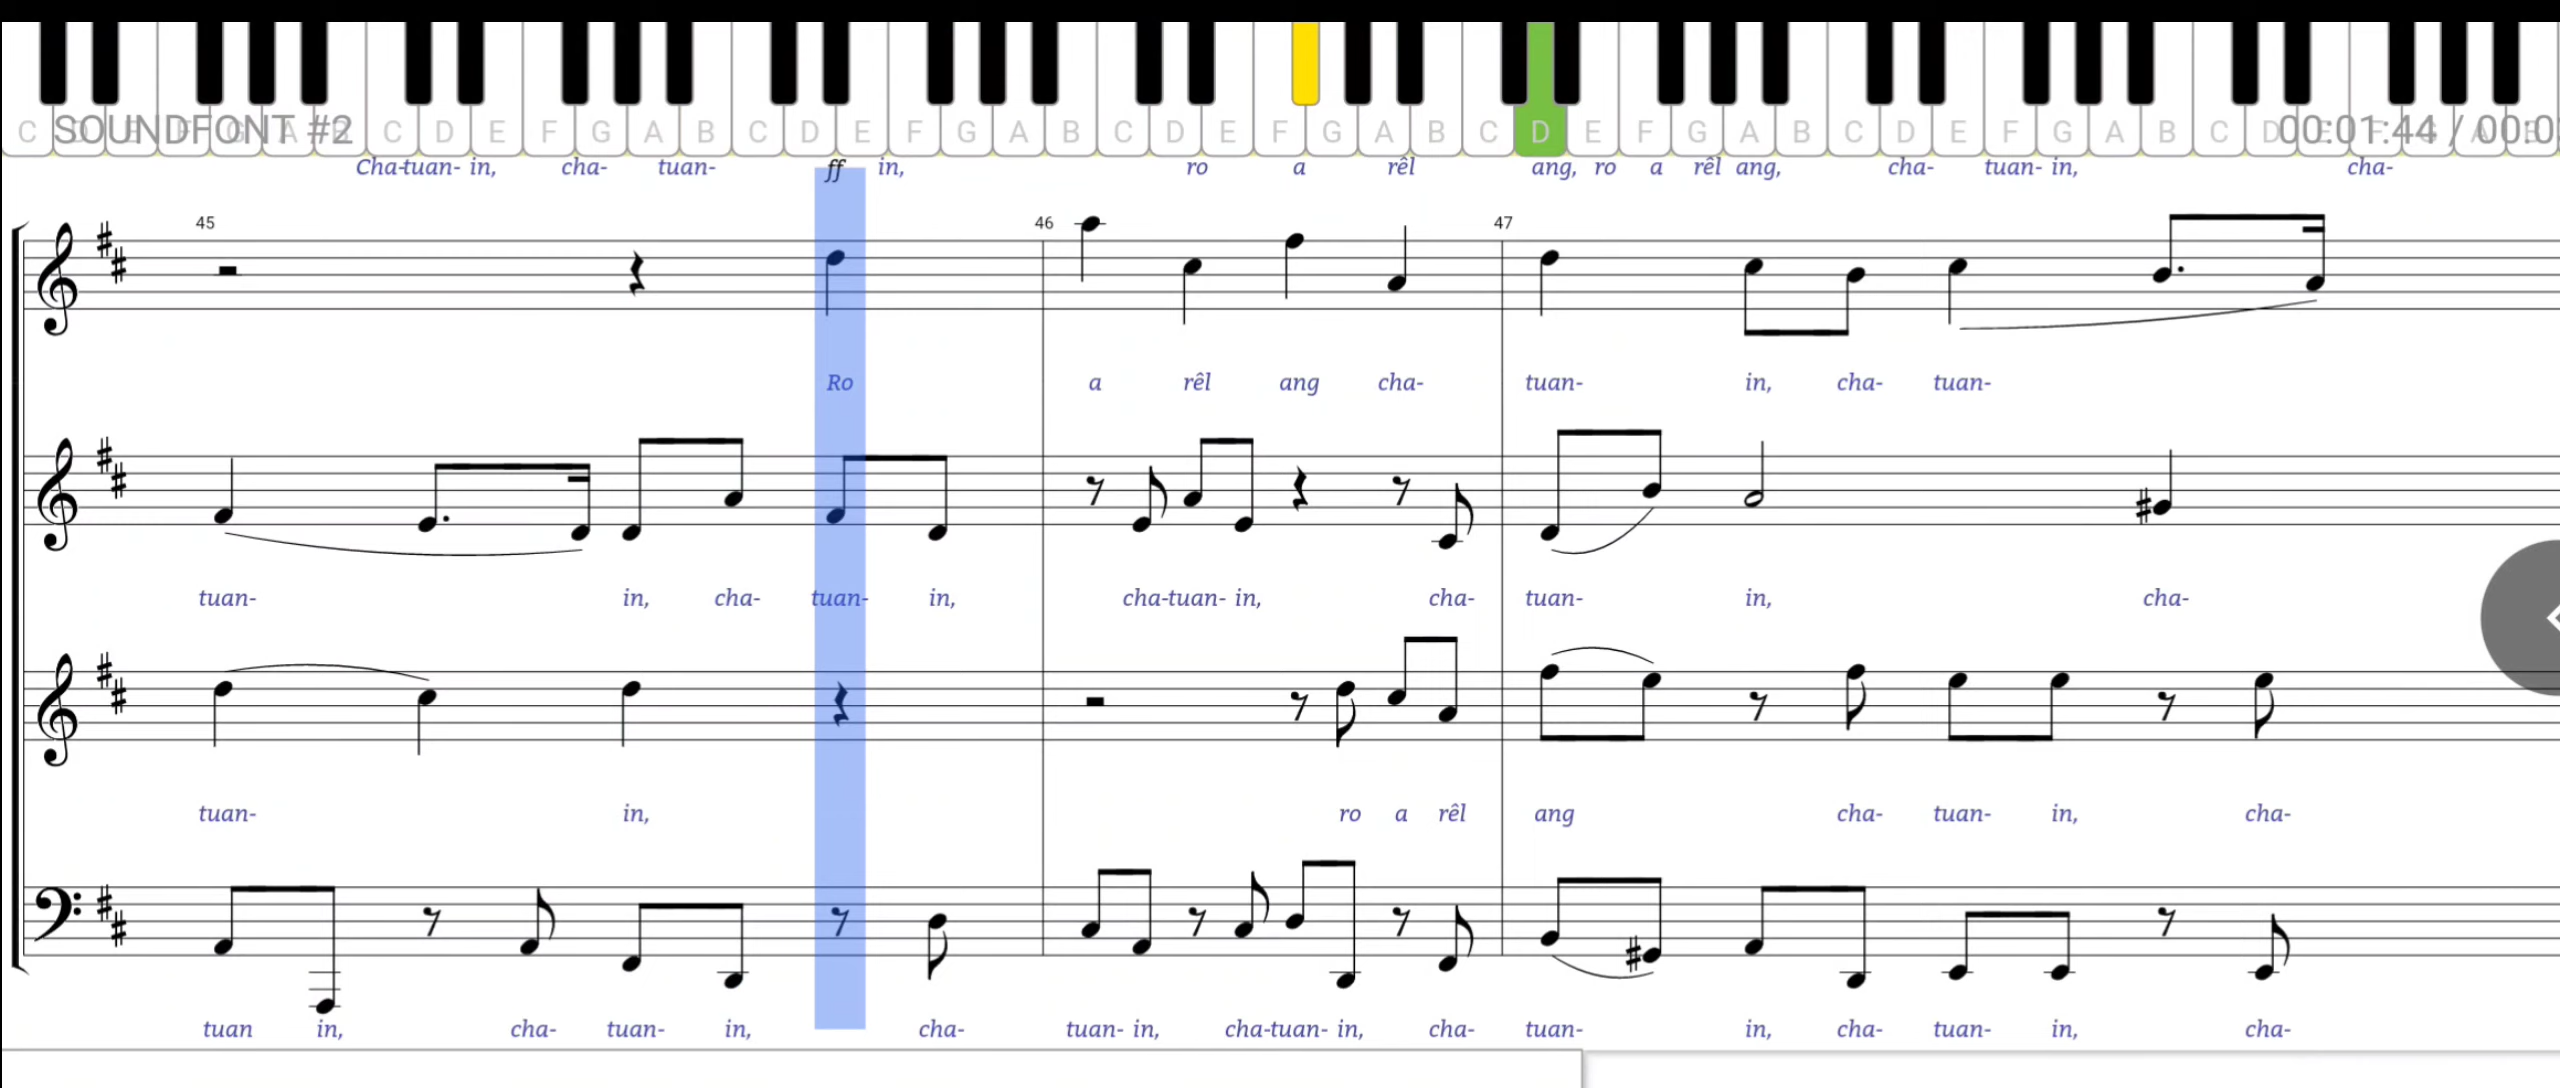 C D E F G A B C D E F G A B C D E F G A B C D E F G A B C D E F G A B C D E F G A B C D E
SOUNDFONT #2
00:01:44 / 00:0
Cha-tuan- in, cha- tuan- ff in, ro a rêl ang, ro a rêl ang, cha- tuan- in, cha-
45 46 47
Ro a rêl ang cha- tuan- in, cha- tuan-
tuan- in, cha- tuan- in, cha-tuan- in, cha- tuan- in, cha-
tuan- in, ro a rêl ang cha- tuan- in, cha-
tuan in, cha- tuan- in, cha- tuan- in, cha-tuan- in, cha- tuan- in, cha- tuan- in, cha-